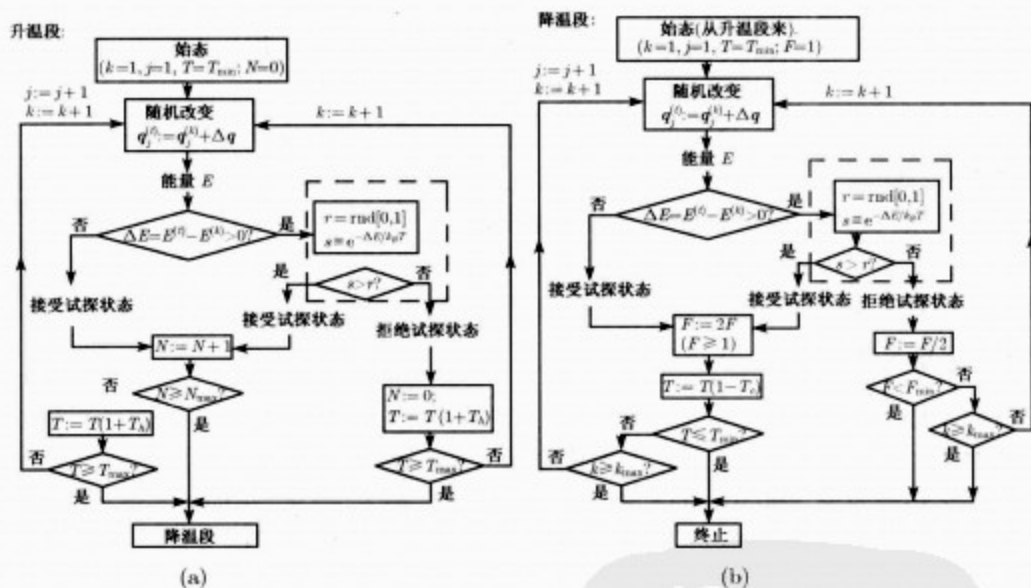 升温段:
始态
(k=1, j=1, T=T_min; N=0)
j:=j+1
k:=k+1
随机改变
q_j^(t):=q_j^(k)+Δq
k:=k+1
能量 E
否
ΔE=E^(t)−E^(k)>0?
是
r=rnd[0,1]
s≡e^(−ΔE/k_BT)
是
s>r?
否
接受试探状态
接受试探状态
拒绝试探状态
N:=N+1
否
N≥N_max?
是
N:=0;
T:=T(1+T_h)
T:=T(1+T_h)
否
T≥T_max?
是
T≥T_max?
否
是
降温段
(a)
降温段:
始态(从升温段来).
(k=1, j=1, T=T_min; F=1)
j:=j+1
k:=k+1
随机改变
q_j^(t):=q_j^(k)+Δq
k:=k+1
能量 E
否
ΔE=E^(t)−E^(k)>0?
是
r=rnd[0,1]
s≡e^(−ΔE/k_BT)
是
s>r?
否
接受试探状态
接受试探状态
拒绝试探状态
F:=2F
(F≥1)
F:=F/2
T:=T(1−T_c)
F<F_min?
否
是
k≥k_max?
否
是
否
T≤T_min?
是
否
k≥k_max?
是
终止
(b)